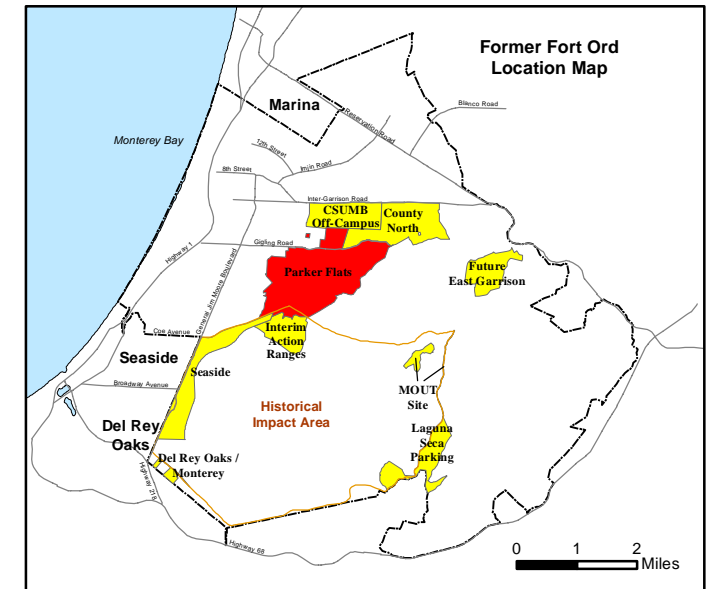 Former Fort Ord
Location Map
Marina
Blanco Road
Reservation Road
Monterey Bay
12th Street
Imjin Road
8th Street
Inter-Garrison Road
CSUMB
Off-Campus
County
North
Gigling Road
Highway 1
General Jim Moore Boulevard
Parker Flats
Future
East Garrison
Coe Avenue
Interim
Action
Ranges
Seaside
Seaside
Broadway Avenue
MOUT
Site
Historical
Impact Area
Del Rey
Oaks
Laguna
Seca
Parking
Del Rey Oaks /
Monterey
Highway 218
Highway 68
0 1 2
Miles